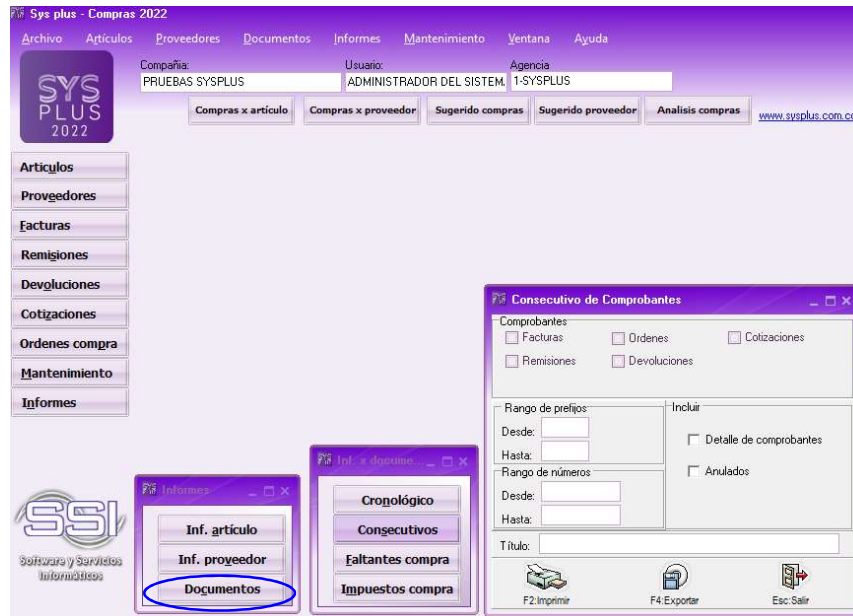 Sys plus - Compras 2022
Archivo Artículos Proveedores Documentos Informes Mantenimiento Ventana Ayuda
Compañia: Usuario: Agencia
PRUEBAS SYSPLUS ADMINISTRADOR DEL SISTEM. 1-SYSPLUS
SYS
PLUS
2022
Compras x artículo Compras x proveedor Sugerido compras Sugerido proveedor Analisis compras www.sysplus.com.co
Articulos
Proveedores
Facturas
Remisiones
Devoluciones
Cotizaciones
Ordenes compra
Mantenimiento
Informes
SSI
Software y Servicios
Informáticos
Informes
Inf. artículo
Inf. proveedor
Documentos
Inf. x docume...
Cronológico
Consecutivos
Faltantes compra
Impuestos compra
Consecutivo de Comprobantes
Comprobantes
Facturas Ordenes Cotizaciones
Remisiones Devoluciones
Rango de prefijos
Desde:
Hasta:
Rango de números
Desde:
Hasta:
Incluir
Detalle de comprobantes
Anulados
Título:
F2:Imprimir F4:Exportar Esc:Salir